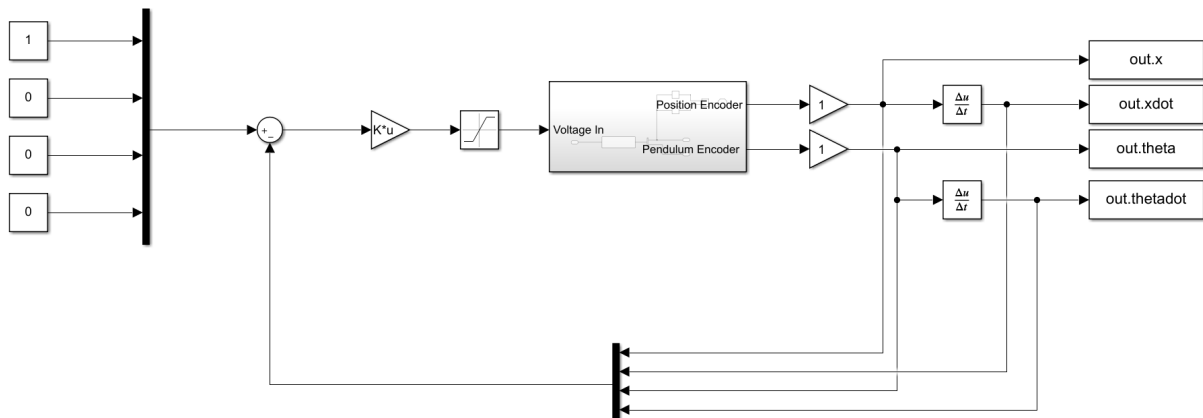 1
0
0
0
+
−
K*u
Voltage In
Position Encoder
Pendulum Encoder
1
1
Δu
Δt
Δu
Δt
out.x
out.xdot
out.theta
out.thetadot